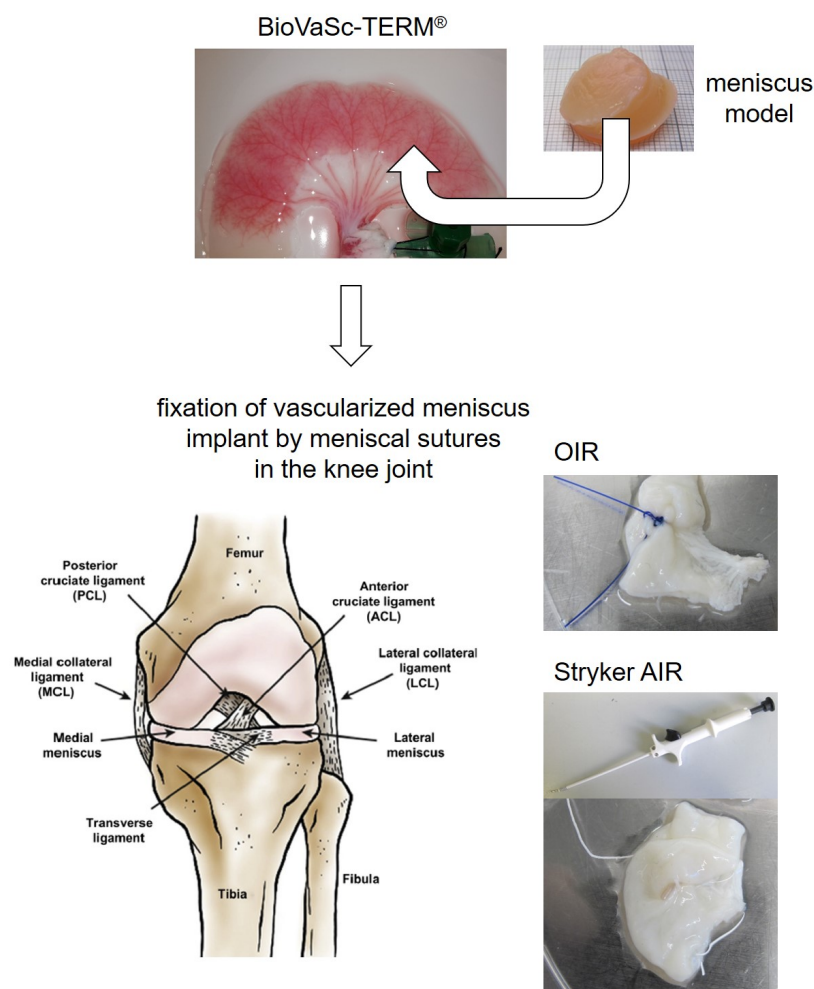 BioVaSc-TERM®
meniscus
model
fixation of vascularized meniscus
implant by meniscal sutures
in the knee joint
OIR
Femur
Posterior
cruciate ligament
(PCL)
Anterior
cruciate ligament
(ACL)
Medial collateral
ligament
(MCL)
Lateral collateral
ligament
(LCL)
Medial
meniscus
Lateral
meniscus
Transverse
ligament
Tibia
Fibula
Stryker AIR